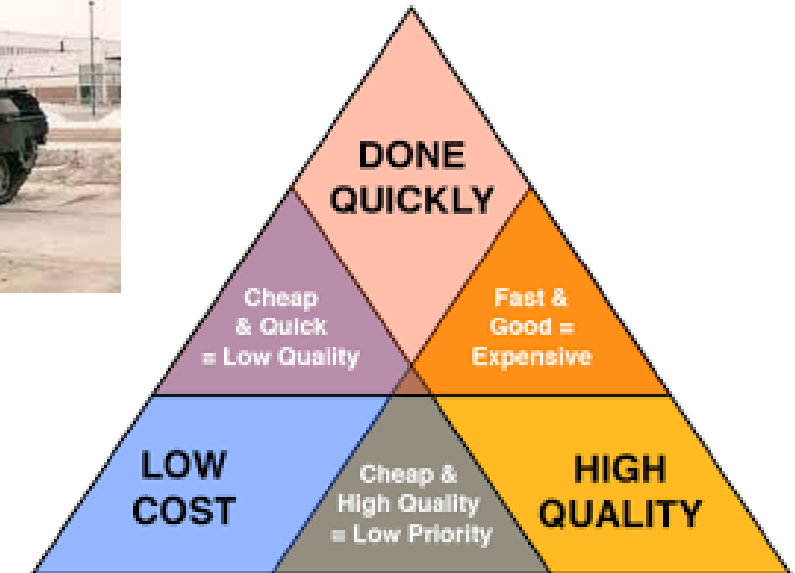 DONE
QUICKLY
Cheap
& Quick
= Low Quality
Fast &
Good =
Expensive
LOW
COST
Cheap &
High Quality
= Low Priority
HIGH
QUALITY